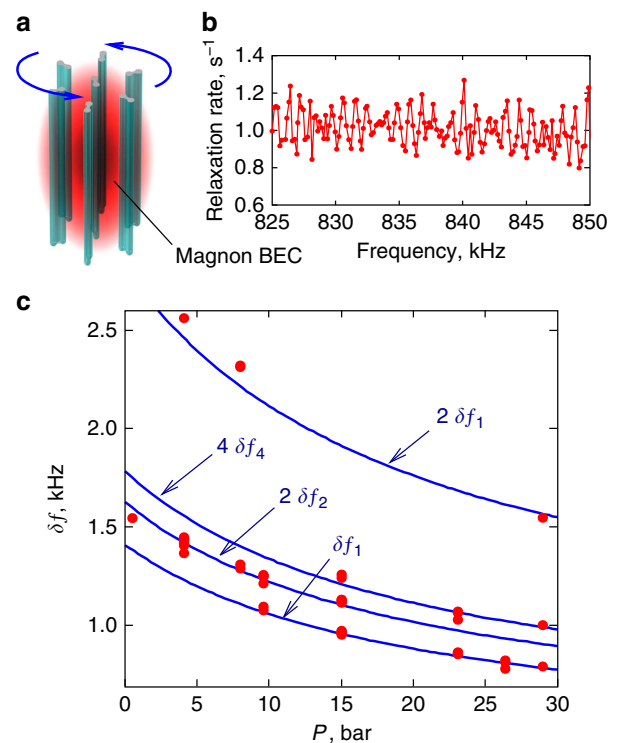 a
Magnon BEC
b
Relaxation rate, s⁻¹
1.4
1.2
1.0
0.8
0.6
825 830 835 840 845 850
Frequency, kHz
c
δf, kHz
2.5
2.0
1.5
1.0
2 δf₁
4 δf₄
2 δf₂
δf₁
0 5 10 15 20 25 30
P, bar